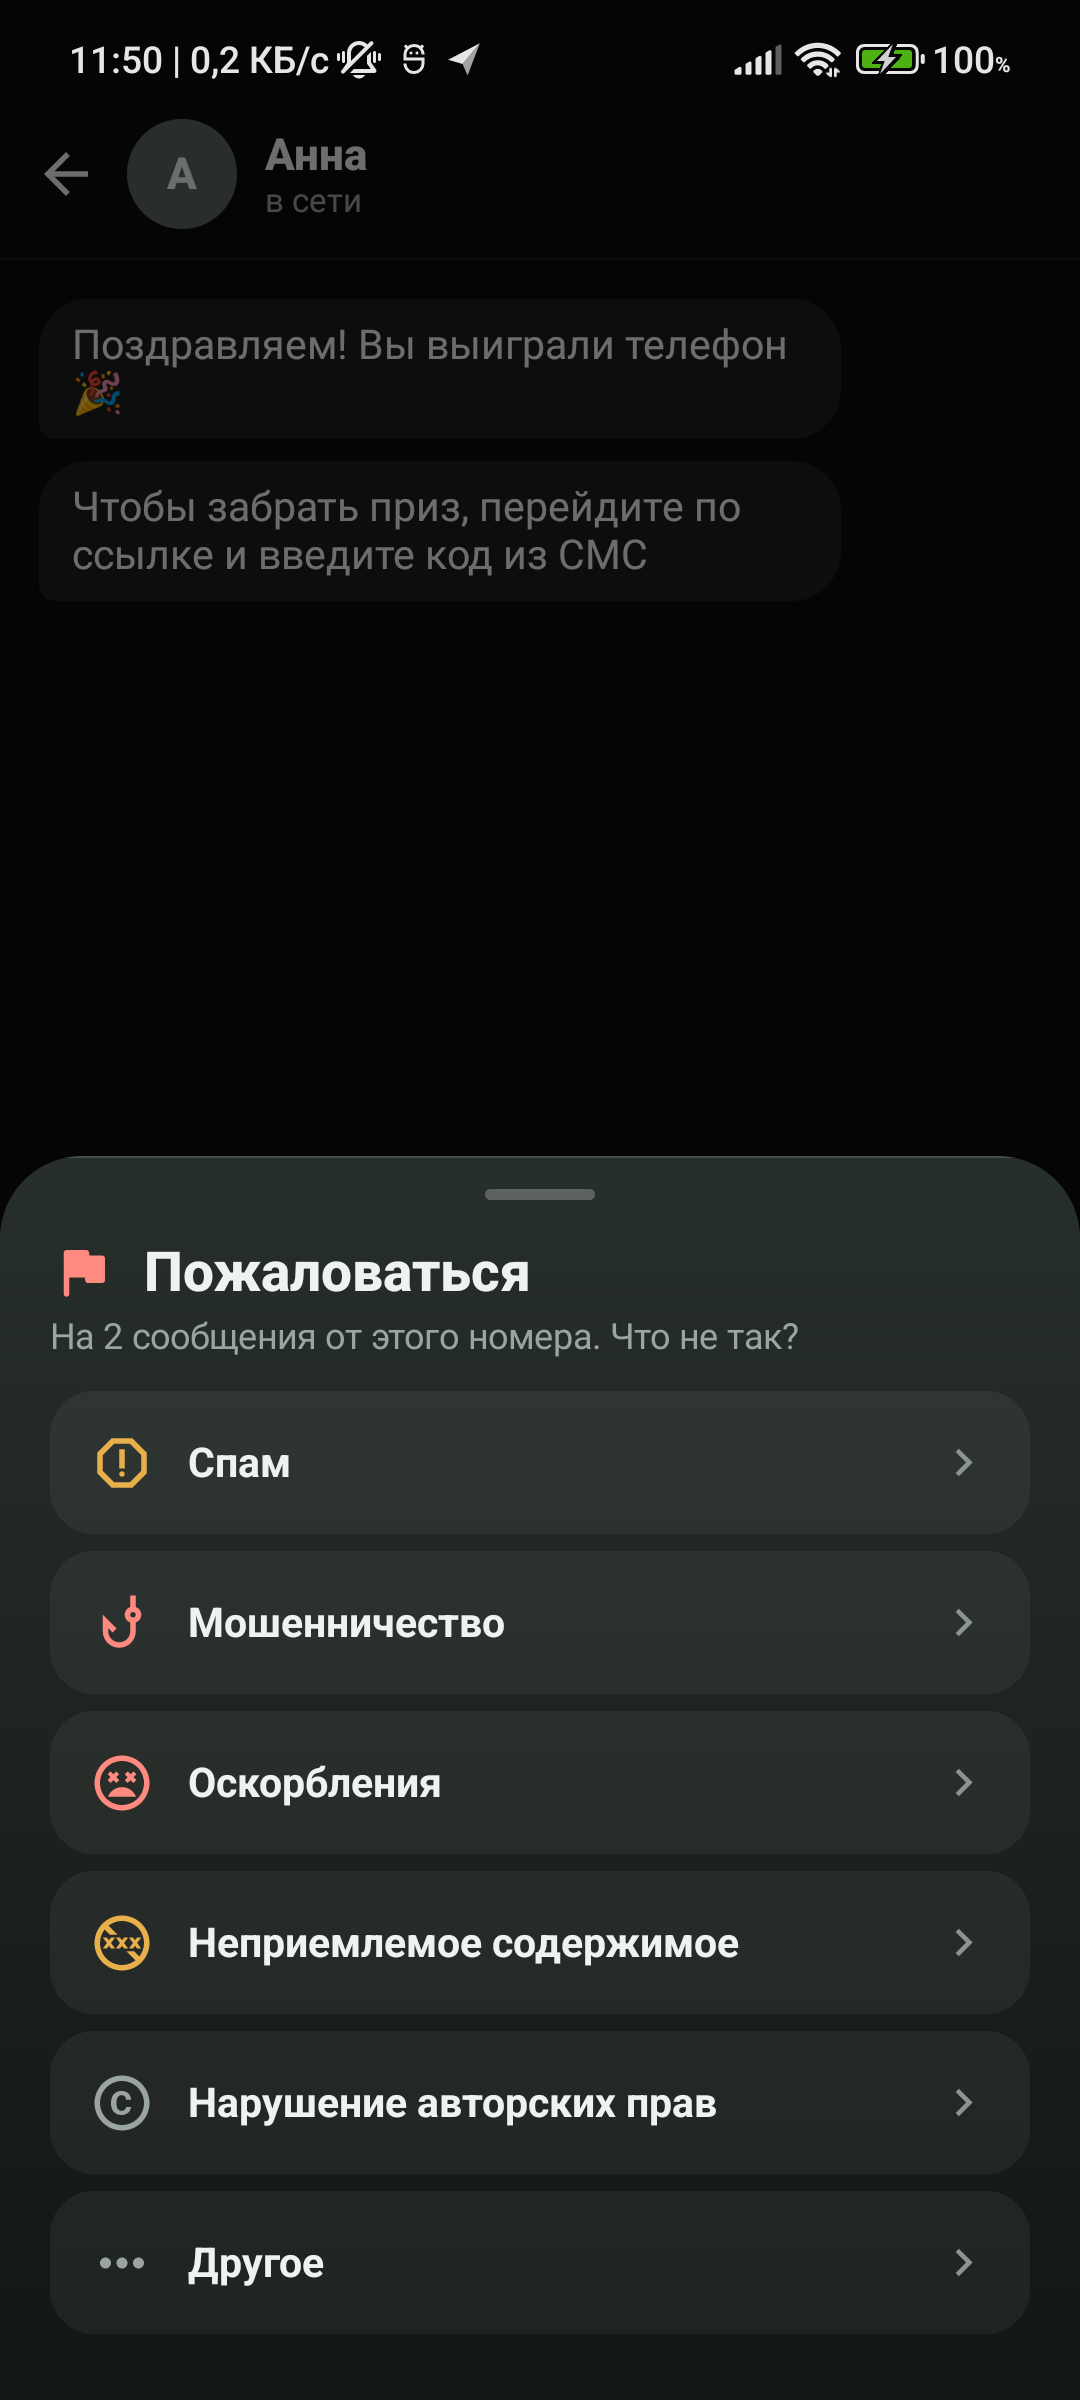 11:50 | 0,2 КБ/с 100%
А
Анна
в сети
Поздравляем! Вы выиграли телефон
🎉
Чтобы забрать приз, перейдите по
ссылке и введите код из СМС
Пожаловаться
На 2 сообщения от этого номера. Что не так?
Спам
Мошенничество
Оскорбления
xxx Неприемлемое содержимое
C Нарушение авторских прав
Другое